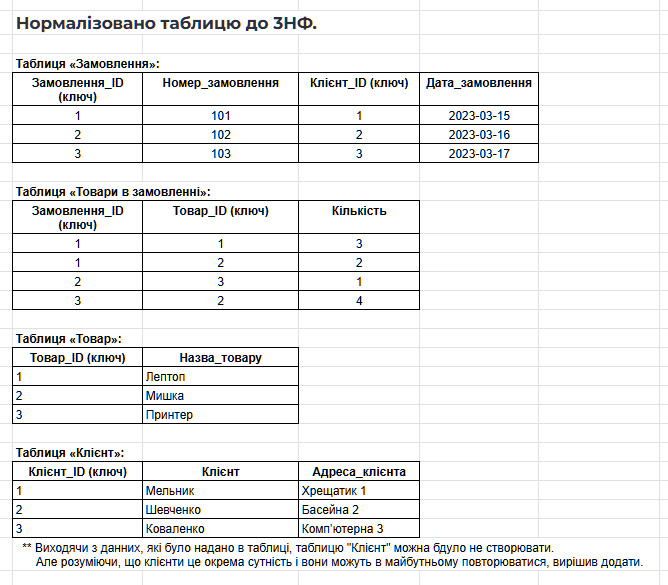 Нормалізовано таблицю до 3НФ.
Таблиця «Замовлення»:
Замовлення_ID (ключ) Номер_замовлення Клієнт_ID (ключ) Дата_замовлення
1 101 1 2023-03-15
2 102 2 2023-03-16
3 103 3 2023-03-17
Таблиця «Товари в замовленні»:
Замовлення_ID (ключ) Товар_ID (ключ) Кількість
1 1 3
1 2 2
2 3 1
3 2 4
Таблиця «Товар»:
Товар_ID (ключ) Назва_товару
1 Лептоп
2 Мишка
3 Принтер
Таблиця «Клієнт»:
Клієнт_ID (ключ) Клієнт Адреса_клієнта
1 Мельник Хрещатик 1
2 Шевченко Басейна 2
3 Коваленко Комп'ютерна 3
** Виходячи з данних, які було надано в таблиці, таблицю "Клієнт" можна бдуло не створювати.
Але розуміючи, що клієнти це окрема сутність і вони можуть в майбутньому повторюватися, вирішив додати.